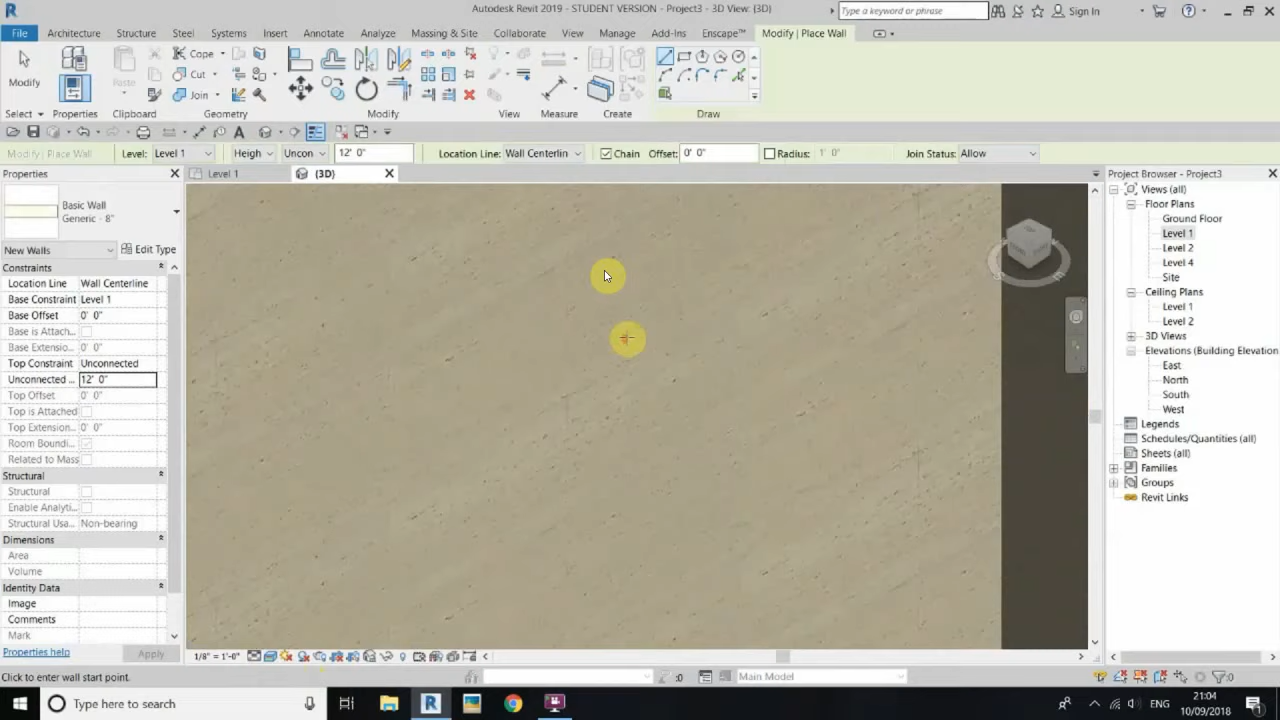 Autodesk Revit 2019 - STUDENT VERSION - Project3 - 3D View: {3D}
Type a keyword or phrase
Sign In
File Architecture Structure Steel Systems Insert Annotate Analyze Massing & Site Collaborate View Manage Add-Ins Enscape™ Modify | Place Wall
Modify
Paste
Cope
Cut
Join
Select Properties Clipboard Geometry Modify View Measure Create Draw
Modify | Place Wall Level: Level 1 Heigh Uncon 12' 0" Location Line: Wall Centerlin Chain Offset: 0' 0" Radius: 1' 0" Join Status: Allow
Properties
Level 1
{3D}
Project Browser - Project3
Basic Wall
Generic - 8"
New Walls Edit Type
Constraints
Location Line Wall Centerline
Base Constraint Level 1
Base Offset 0' 0"
Base is Attach...
Base Extensio... 0' 0"
Top Constraint Unconnected
Unconnected ... 12' 0"
Top Offset 0' 0"
Top is Attached
Top Extension... 0' 0"
Room Boundi...
Related to Mass
Structural
Structural
Enable Analyti...
Structural Usa... Non-bearing
Dimensions
Area
Volume
Identity Data
Image
Comments
Mark
Properties help Apply
Views (all)
Floor Plans
Ground Floor
Level 1
Level 2
Level 4
Site
Ceiling Plans
Level 1
Level 2
3D Views
Elevations (Building Elevation
East
North
South
West
Legends
Schedules/Quantities (all)
Sheets (all)
Families
Groups
Revit Links
1/8" = 1'-0"
Click to enter wall start point.
:0
Main Model
:0
Type here to search
ENG
21:04
10/09/2018